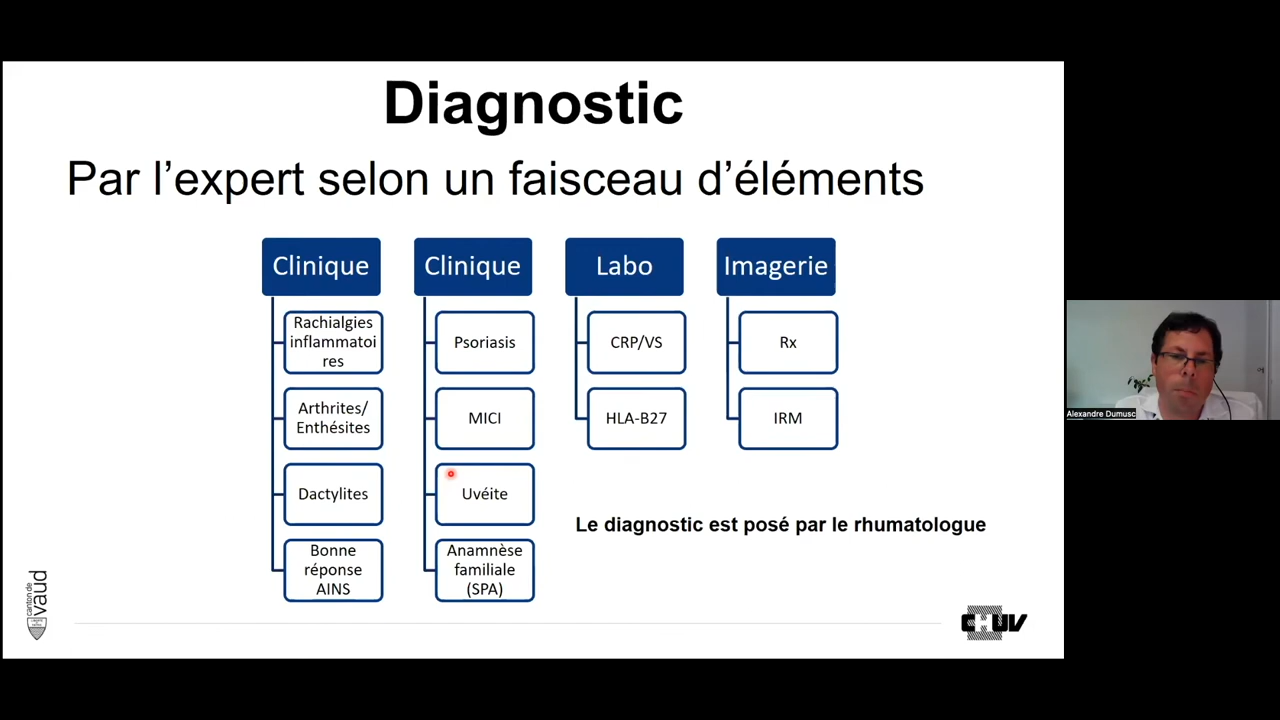 Diagnostic
Par l’expert selon un faisceau d’éléments
Clinique
Rachialgies
inflammatoi
res
Arthrites/
Enthésites
Dactylites
Bonne
réponse
AINS
Clinique
Psoriasis
MICI
Uvéite
Anamnèse
familiale
(SPA)
Labo
CRP/VS
HLA-B27
Imagerie
Rx
IRM
Le diagnostic est posé par le rhumatologue
canton de
vaud
CHUV
Alexandre Dumusc